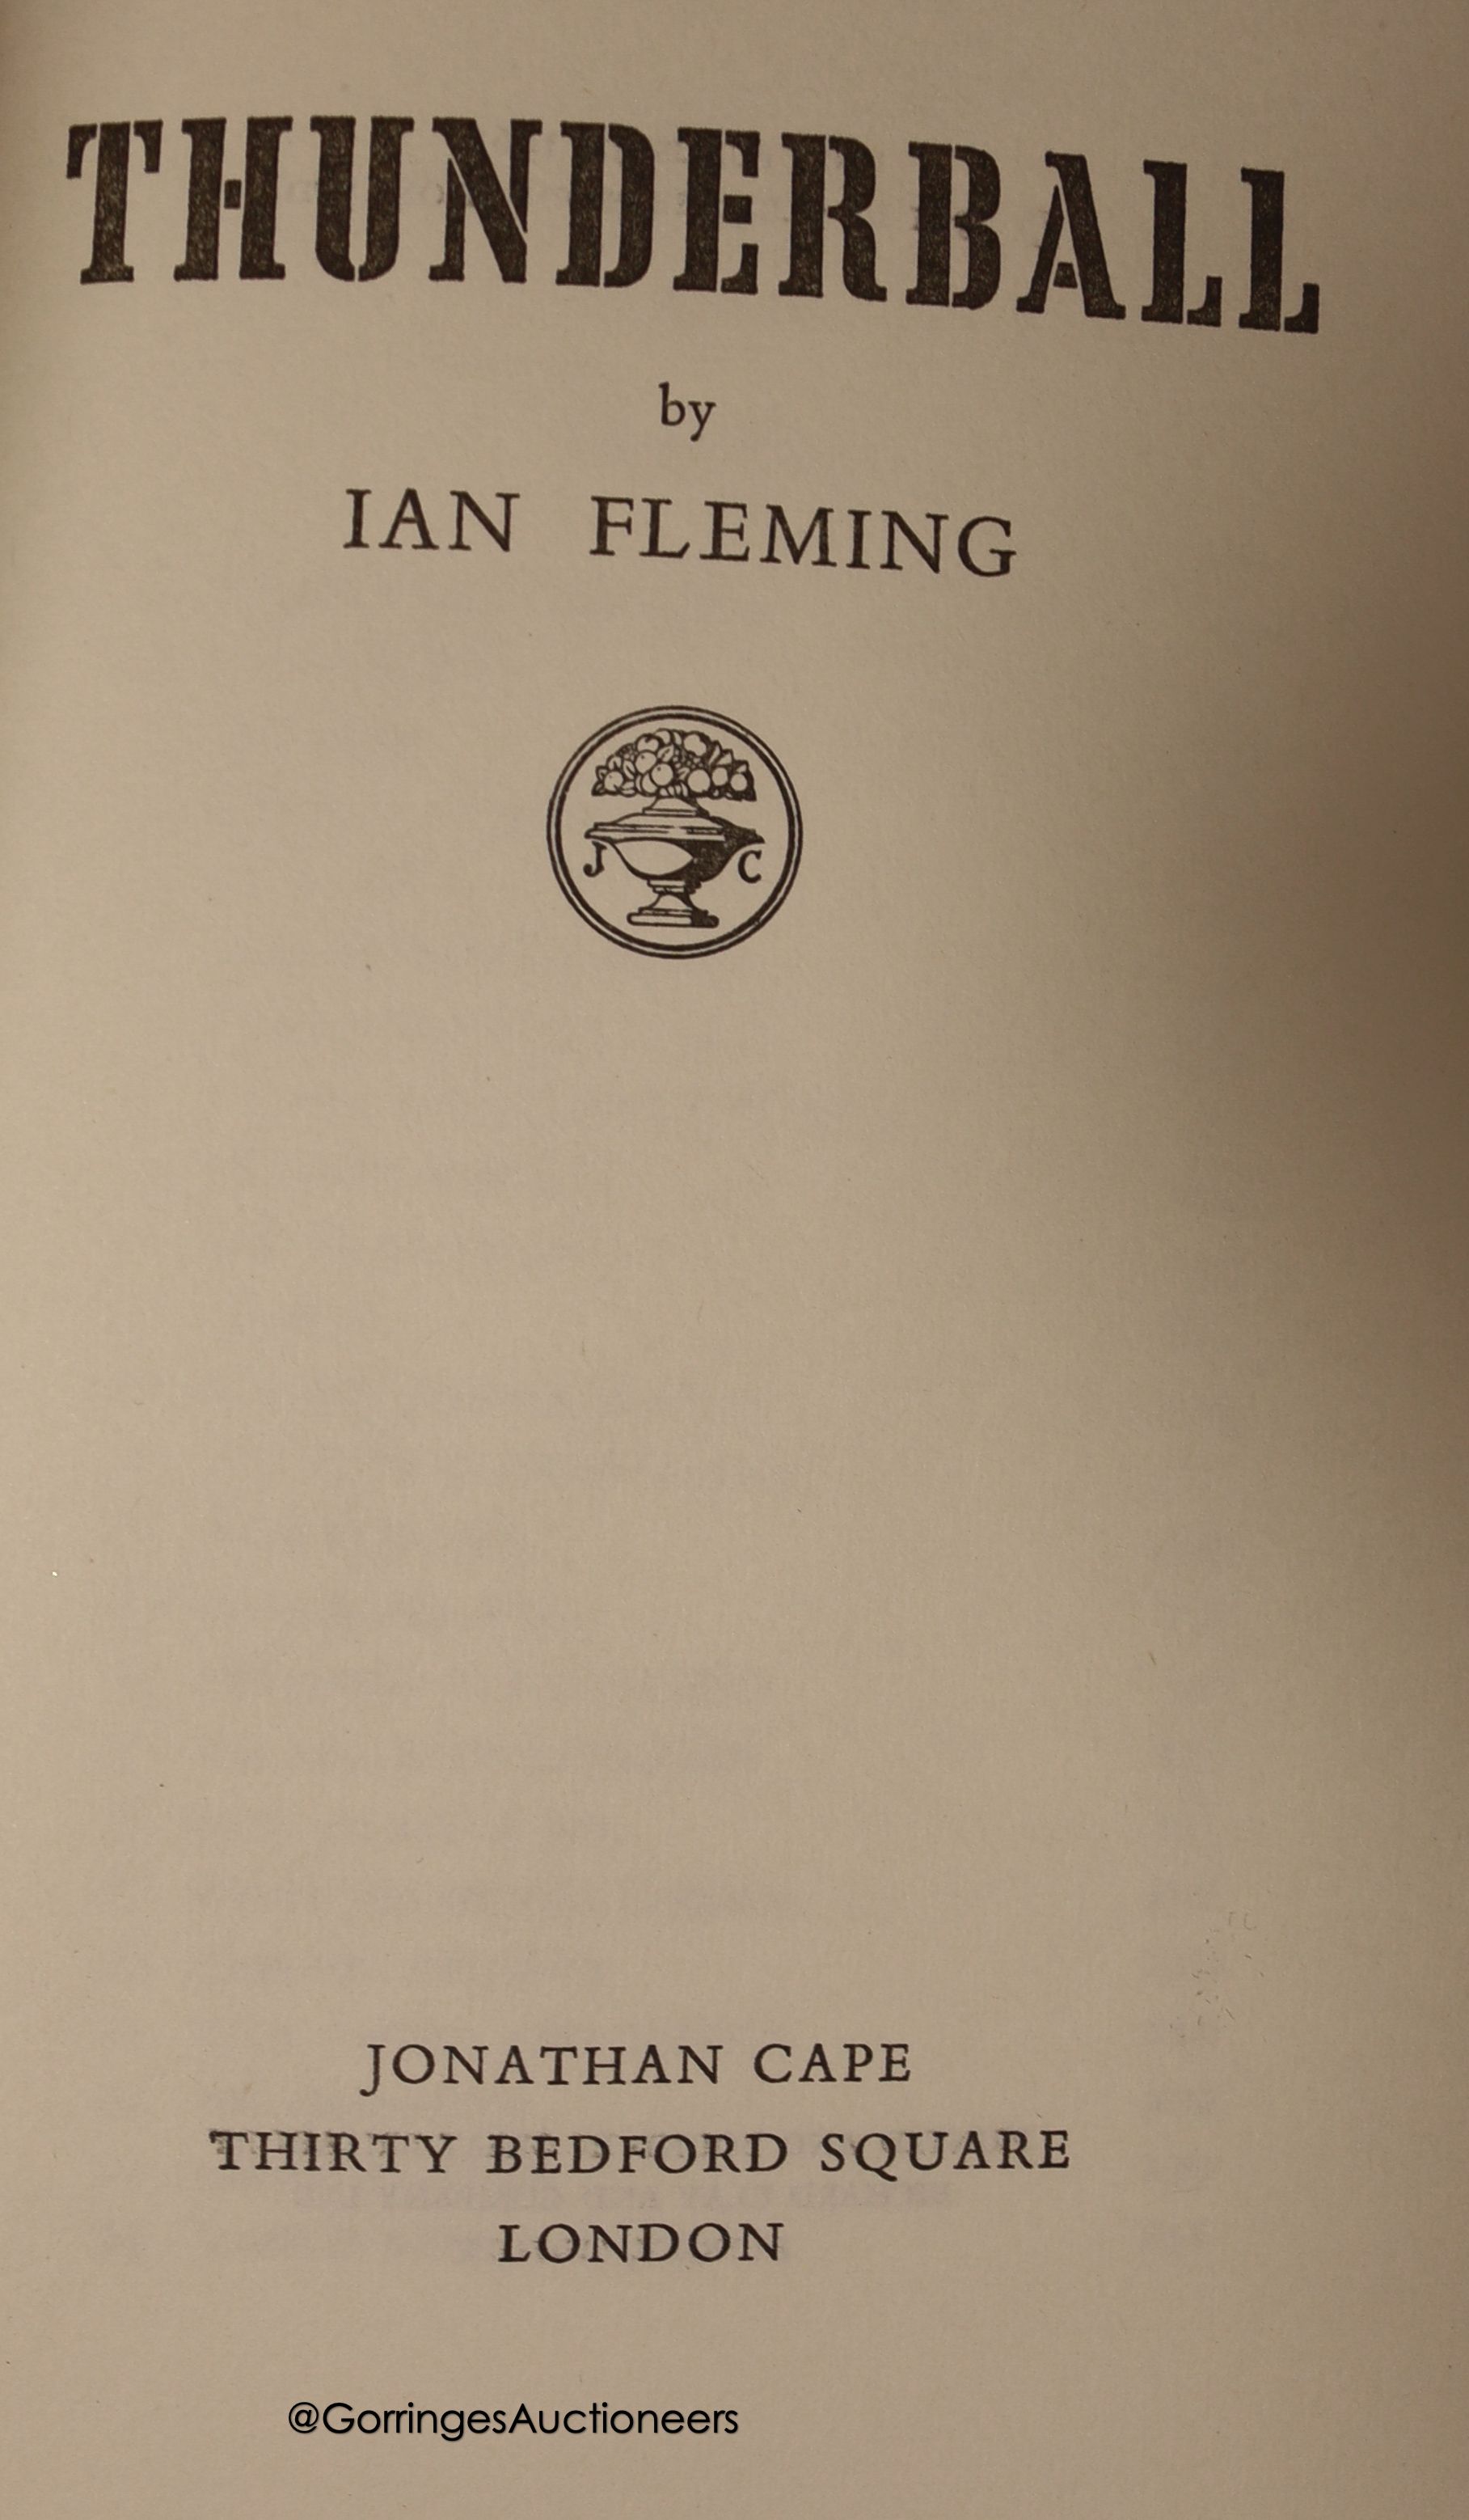 THUNDERBALL
by
IAN FLEMING
J C
JONATHAN CAPE
THIRTY BEDFORD SQUARE
LONDON
@GorringesAuctioneers